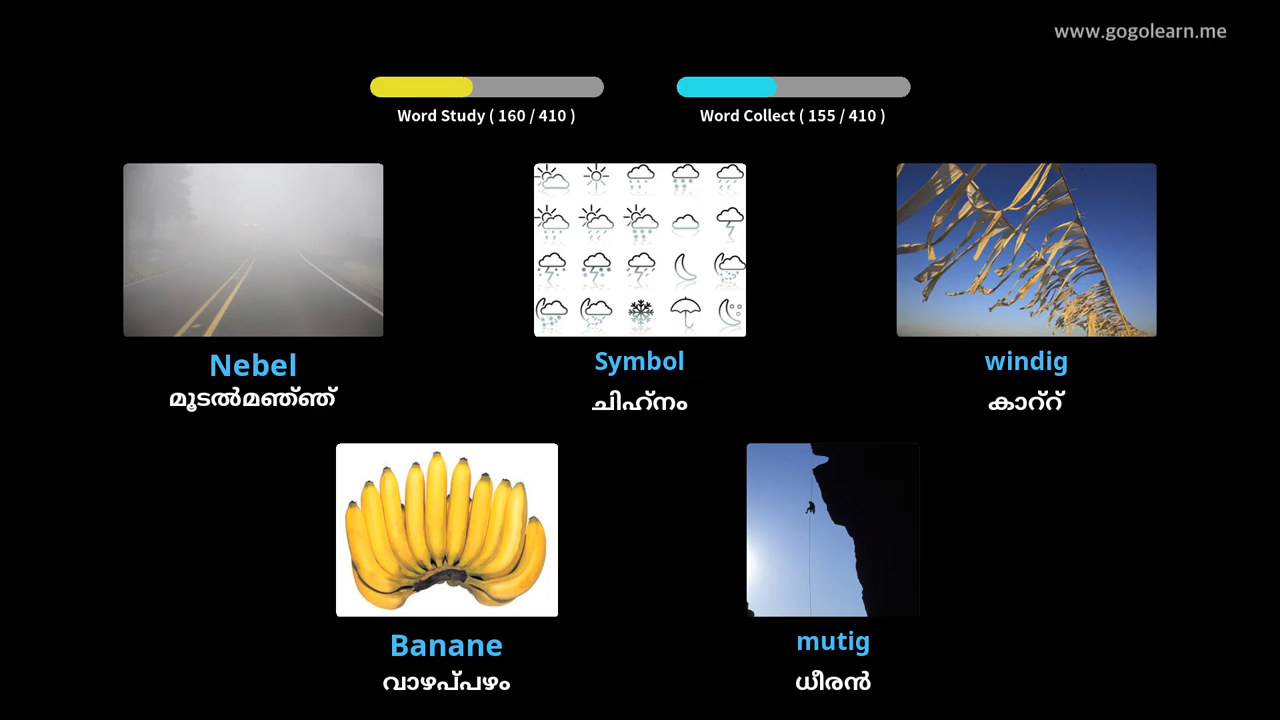 www.gogolearn.me
Word Study ( 160 / 410 )
Word Collect ( 155 / 410 )
Nebel
മൂടൽമഞ്ഞ്
Symbol
ചിഹ്നം
windig
കാറ്റ്
Banane
വാഴപ്പഴം
mutig
ധീരൻ